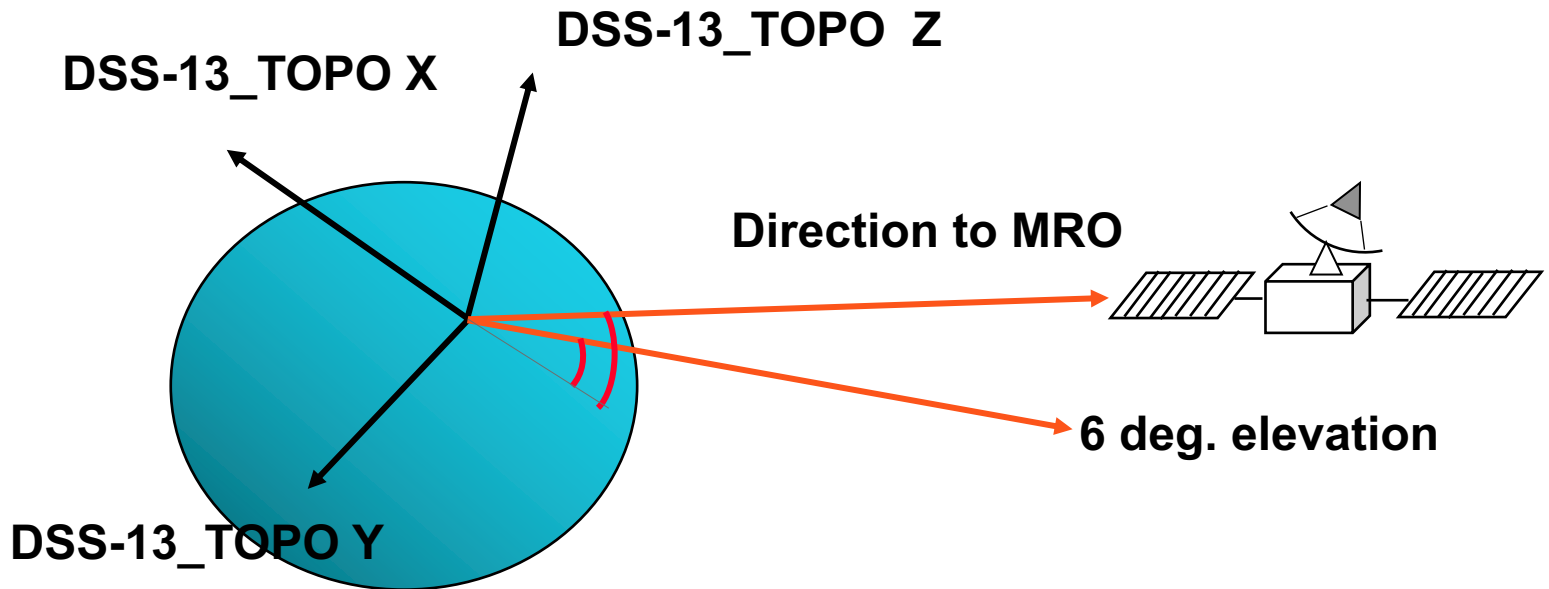 DSS-13_TOPO Z
DSS-13_TOPO X
Direction to MRO
6 deg. elevation
DSS-13_TOPO Y